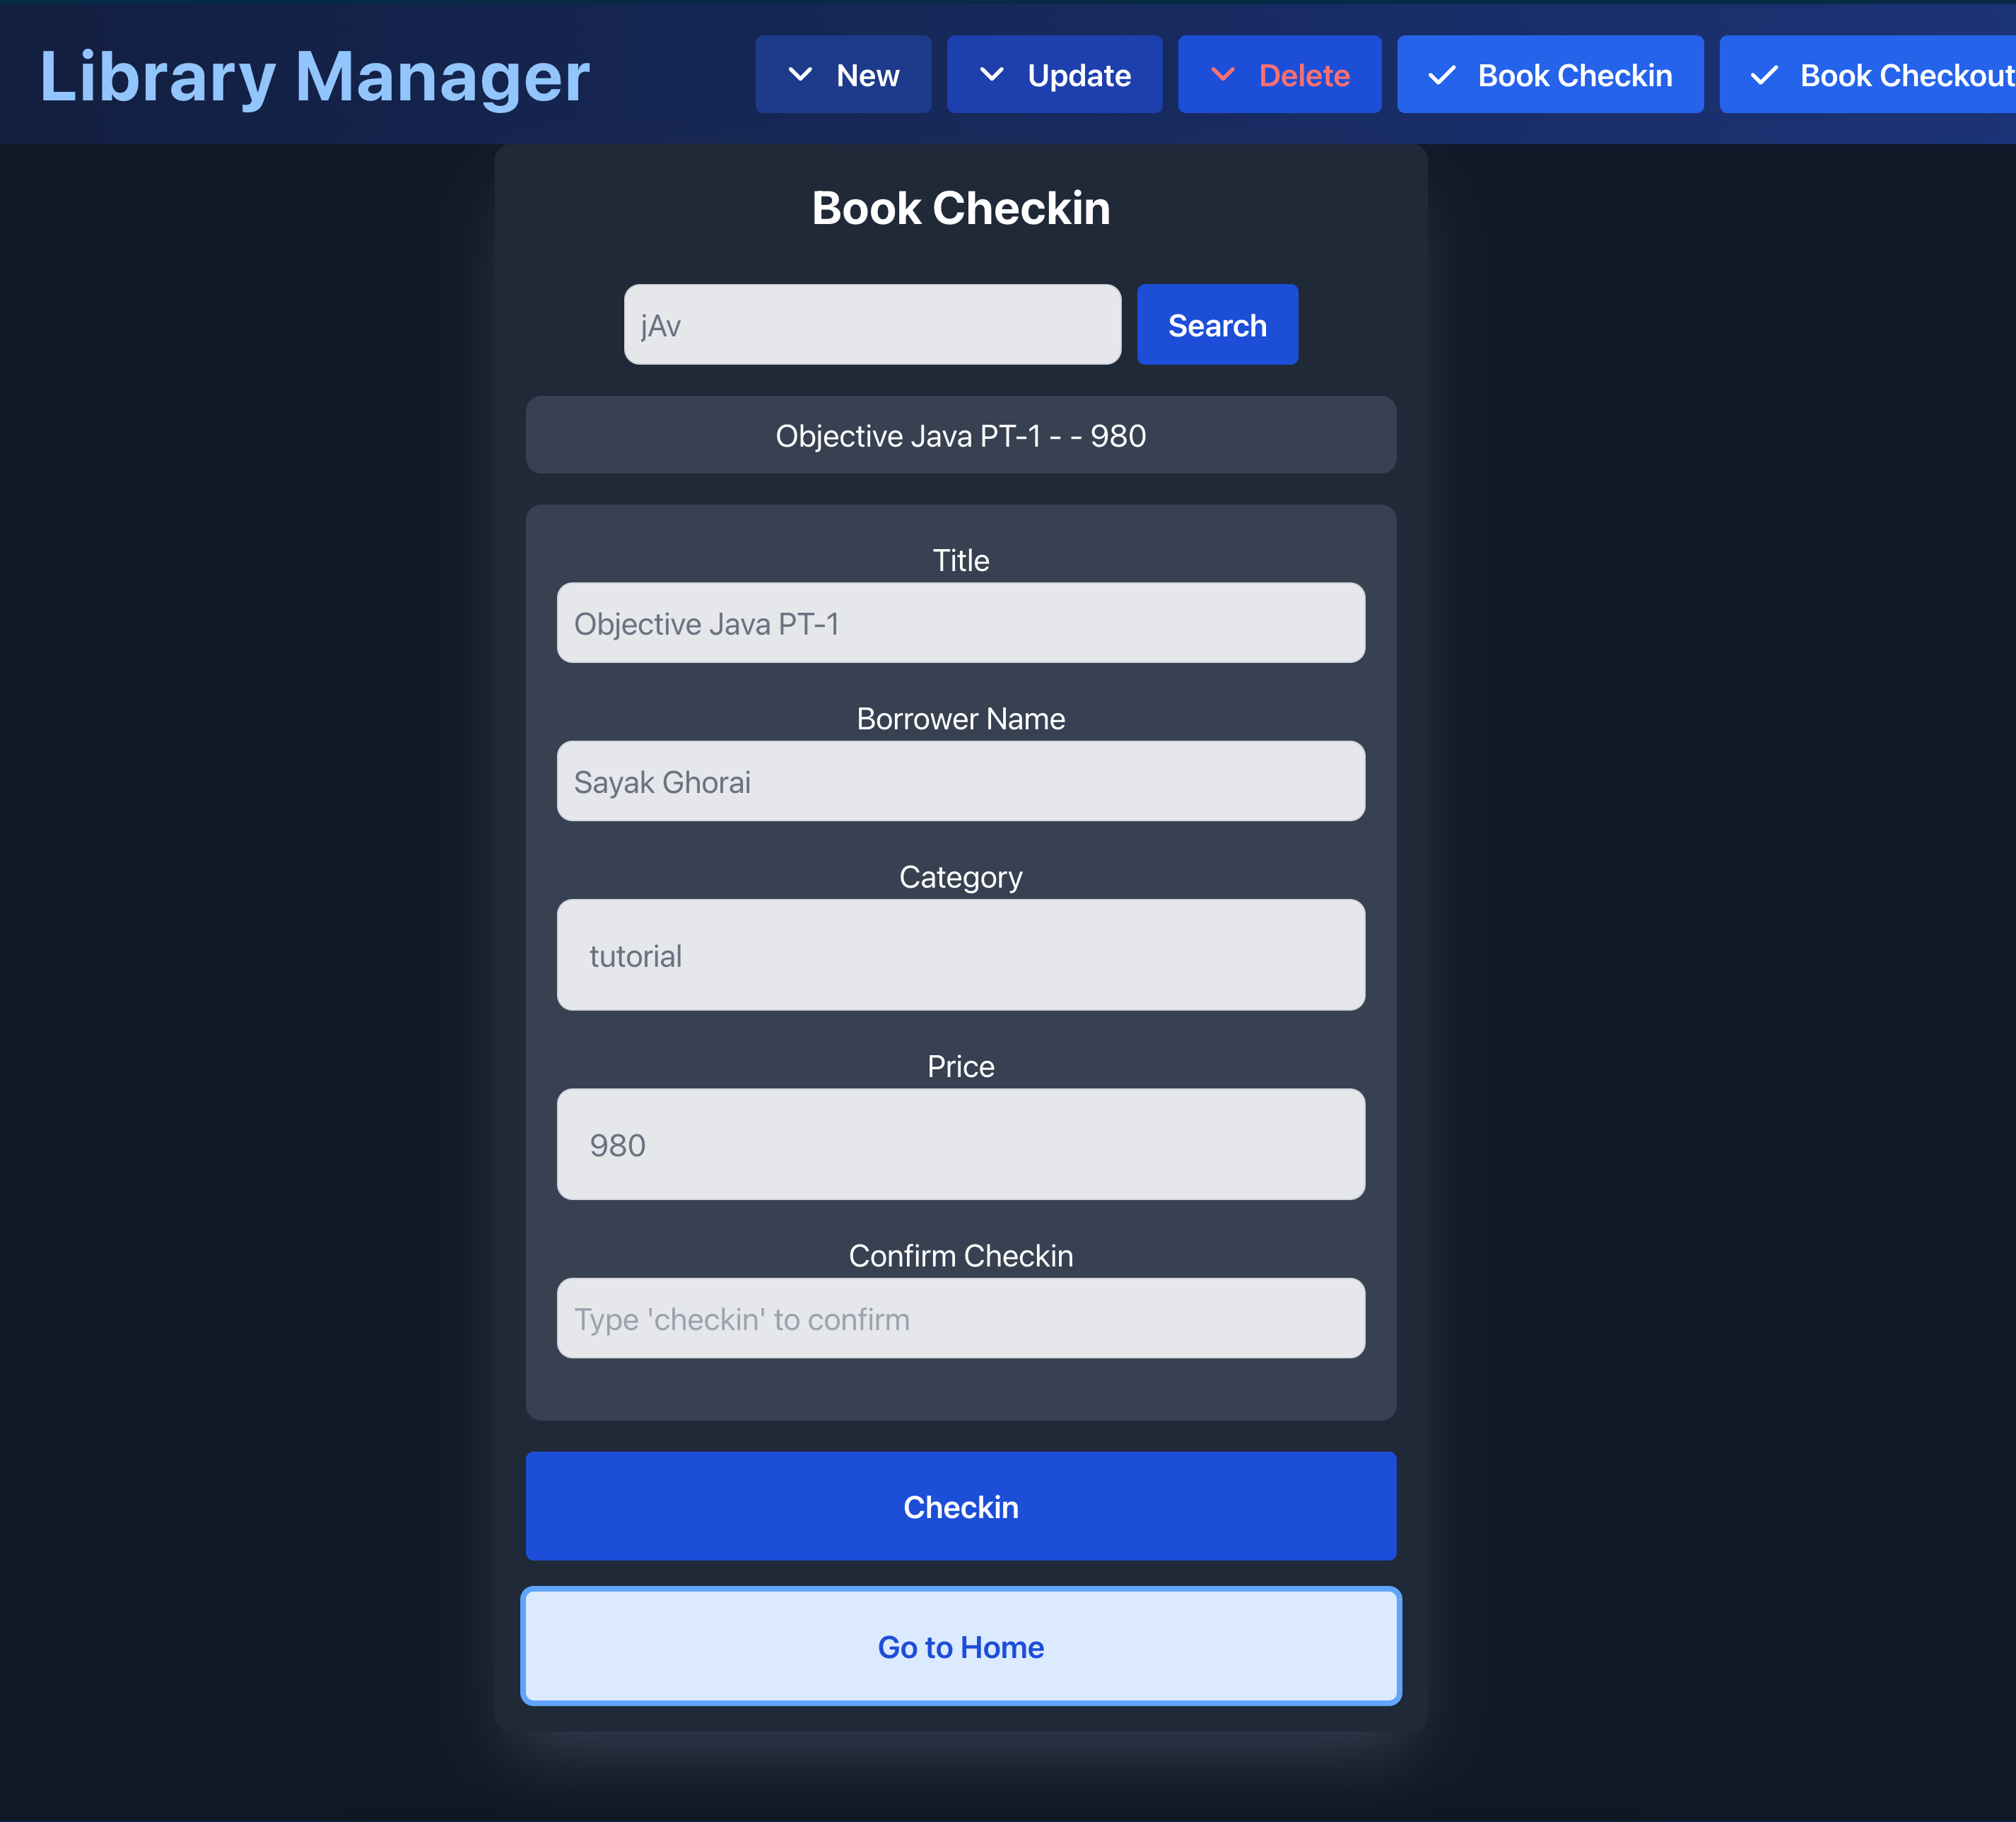 Library Manager
New
Update
Delete
Book Checkin
Book Checkout
Book Checkin
jAv
Search
Objective Java PT-1 - - 980
Title
Objective Java PT-1
Borrower Name
Sayak Ghorai
Category
tutorial
Price
980
Confirm Checkin
Type 'checkin' to confirm
Checkin
Go to Home